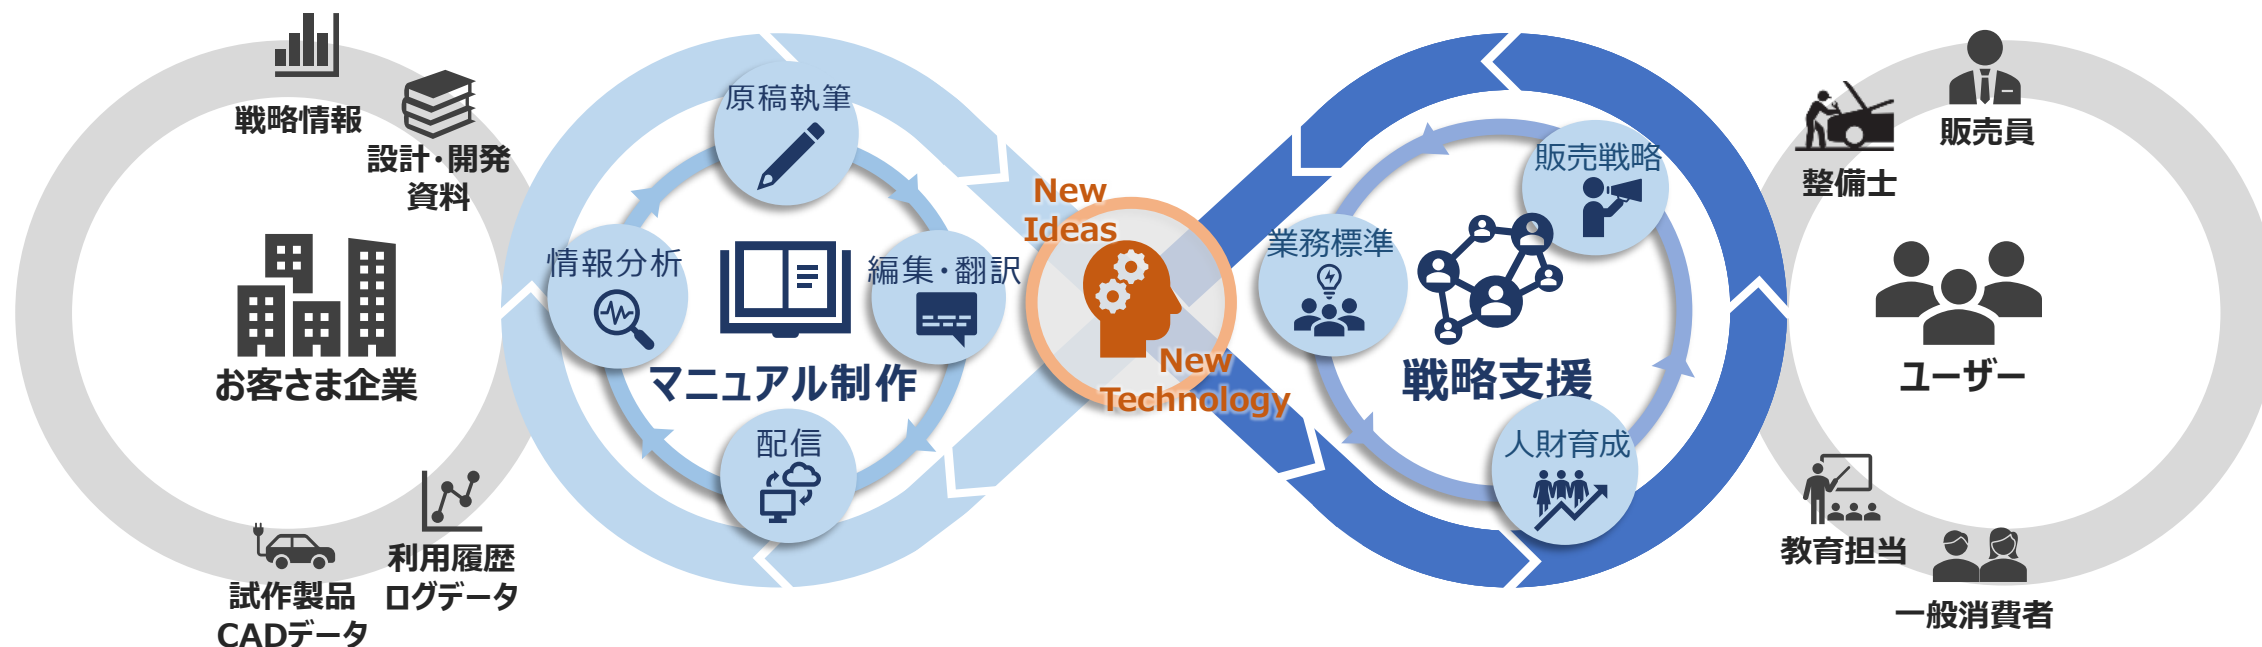 戦略情報
設計・開発
資料
お客さま企業
利用履歴
ログデータ
試作製品
CADデータ
原稿執筆
情報分析
編集・翻訳
マニュアル制作
配信
New
Ideas
New
Technology
販売戦略
業務標準
戦略支援
人財育成
販売員
整備士
ユーザー
教育担当
一般消費者